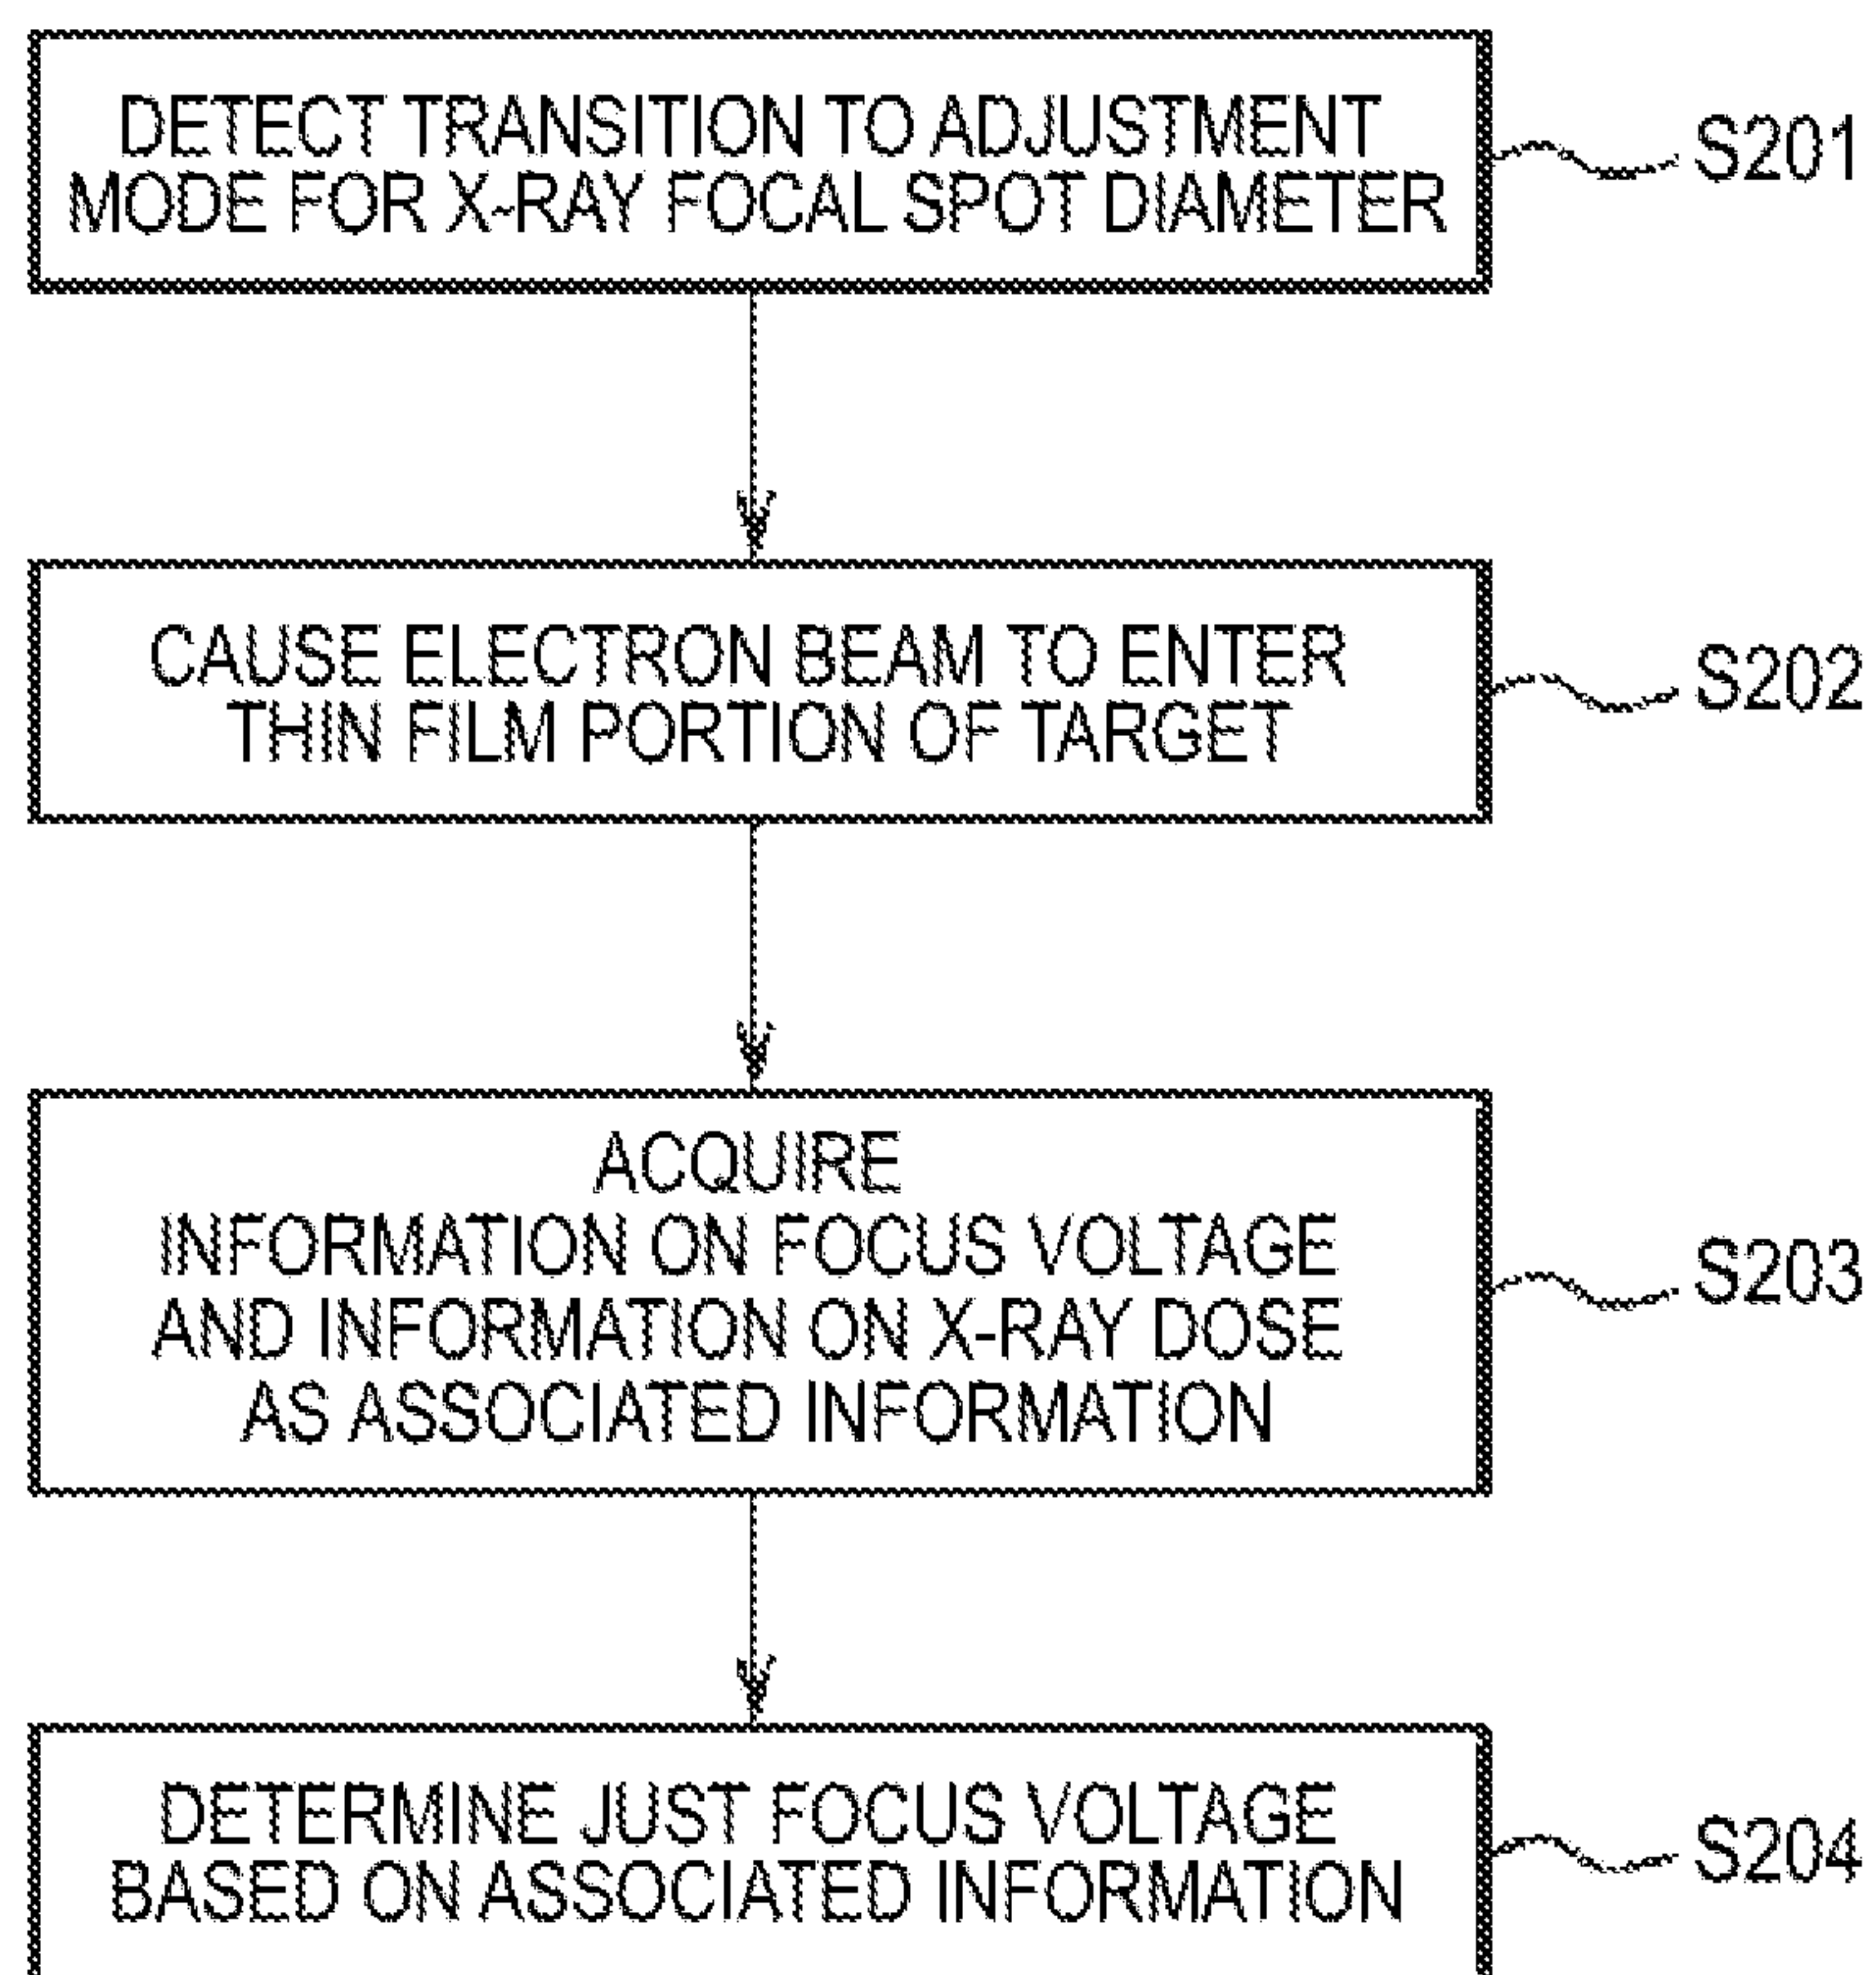 DETECT TRANSITION TO ADJUSTMENT
MODE FOR X-RAY FOCAL SPOT DIAMETER
S201
CAUSE ELECTRON BEAM TO ENTER
THIN FILM PORTION OF TARGET
S202
ACQUIRE
INFORMATION ON FOCUS VOLTAGE
AND INFORMATION ON X-RAY DOSE
AS ASSOCIATED INFORMATION
S203
DETERMINE JUST FOCUS VOLTAGE
BASED ON ASSOCIATED INFORMATION
S204